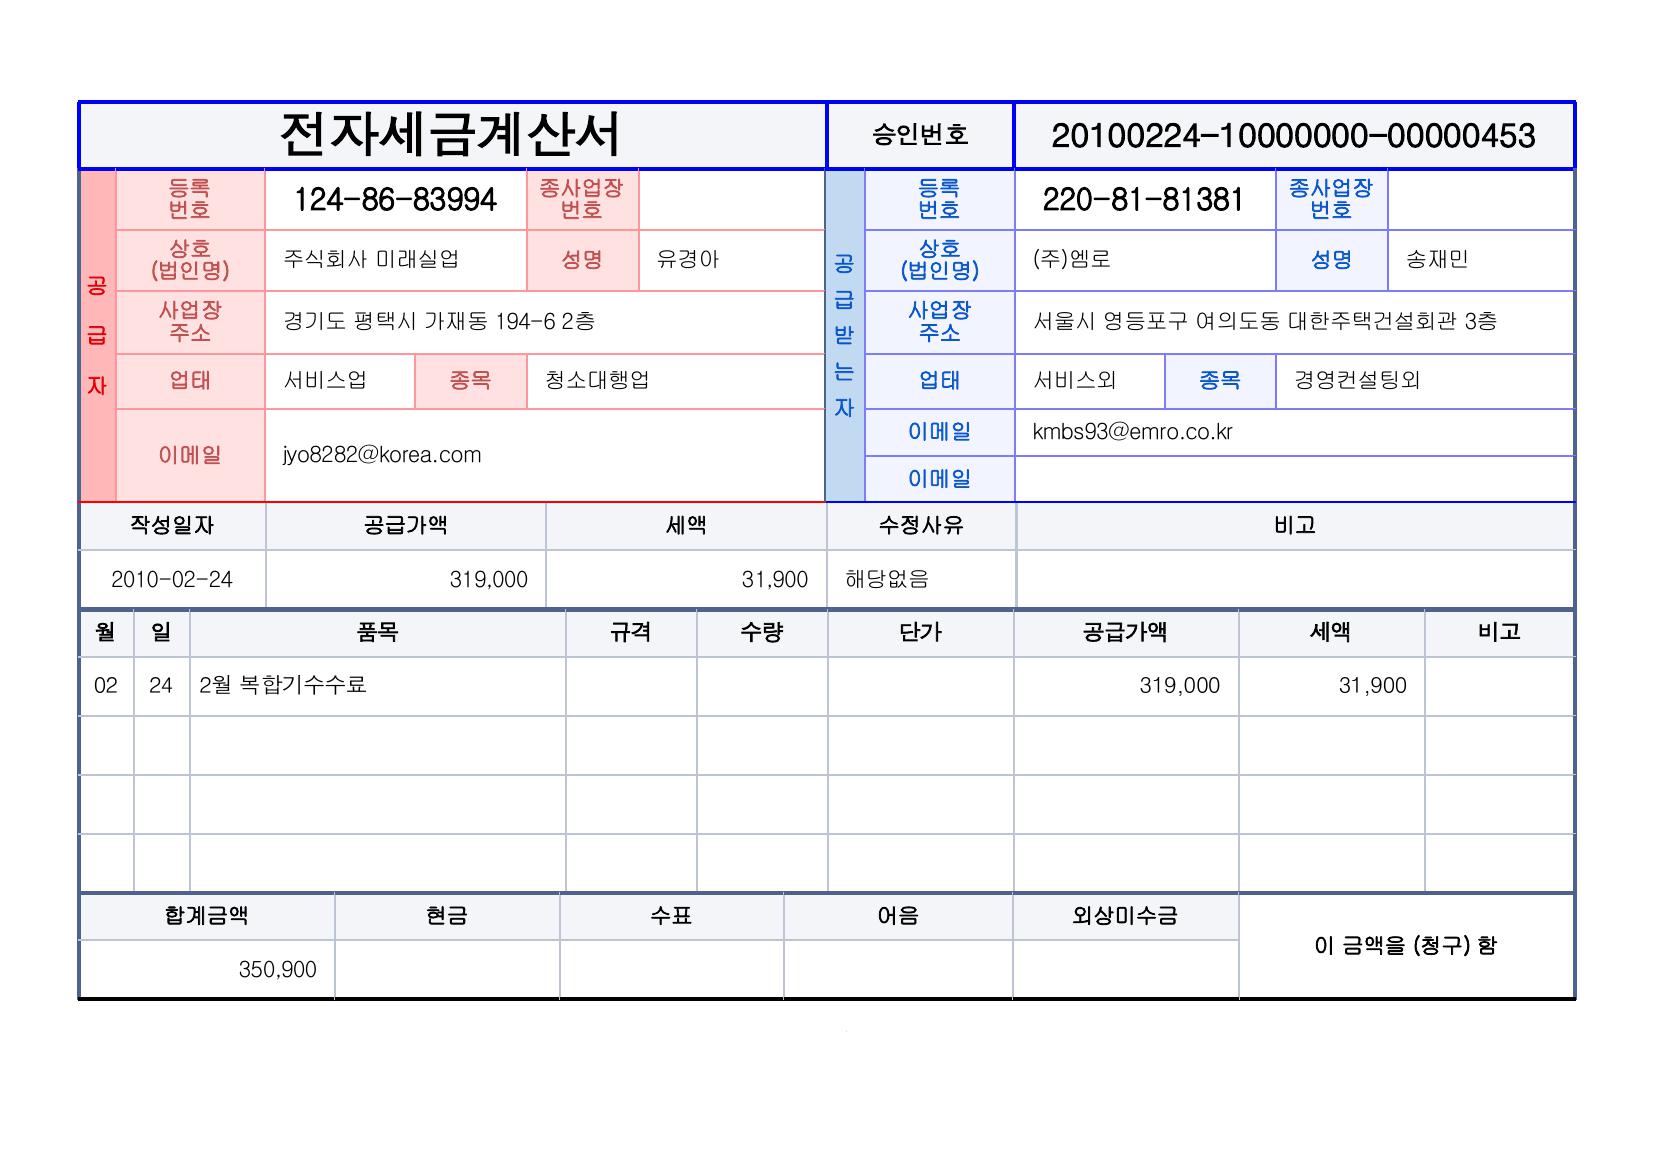 전자세금계산서 승인번호 20100224-10000000-00000453
공급자
등록번호 124-86-83994 종사업장번호
상호(법인명) 주식회사 미래실업 성명 유경아
사업장주소 경기도 평택시 가재동 194-6 2층
업태 서비스업 종목 청소대행업
이메일 jyo8282@korea.com
공급받는자
등록번호 220-81-81381 종사업장번호
상호(법인명) (주)엠로 성명 송재민
사업장주소 서울시 영등포구 여의도동 대한주택건설회관 3층
업태 서비스외 종목 경영컨설팅외
이메일 kmbs93@emro.co.kr
이메일
작성일자 공급가액 세액 수정사유 비고
2010-02-24 319,000 31,900 해당없음
월 일 품목 규격 수량 단가 공급가액 세액 비고
02 24 2월 복합기수수료 319,000 31,900
합계금액 현금 수표 어음 외상미수금 이 금액을 (청구) 함
350,900